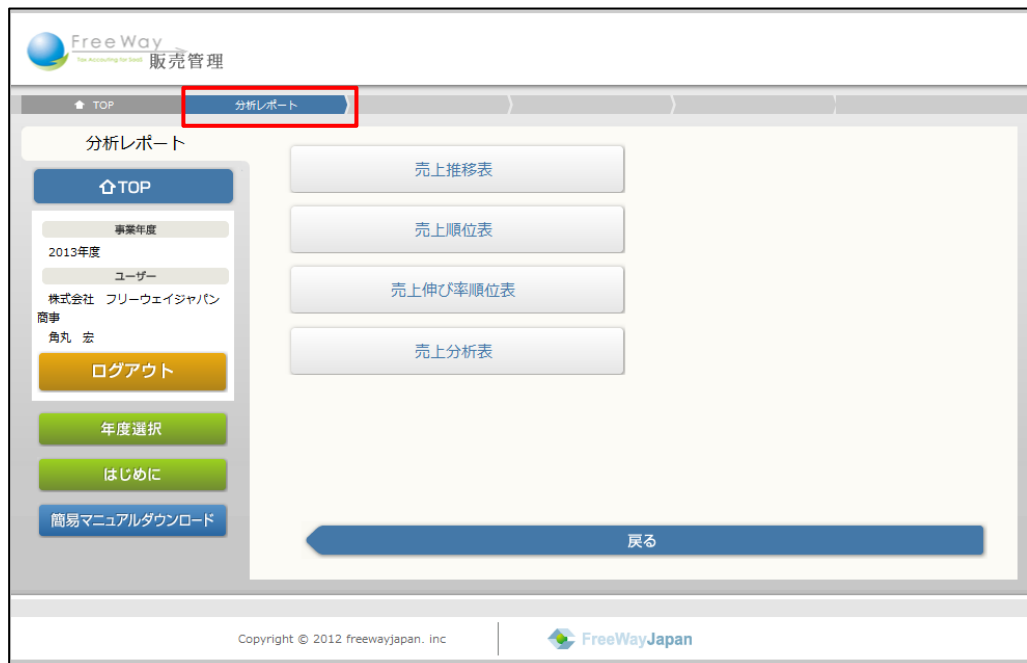 FreeWay
Tax Accounting for SaaS
販売管理
TOP
分析レポート
分析レポート
TOP
事業年度
2013年度
ユーザー
株式会社 フリーウェイジャパン
商事
角丸 宏
ログアウト
年度選択
はじめに
簡易マニュアルダウンロード
売上推移表
売上順位表
売上伸び率順位表
売上分析表
戻る
Copyright © 2012 freewayjapan. inc
FreeWayJapan